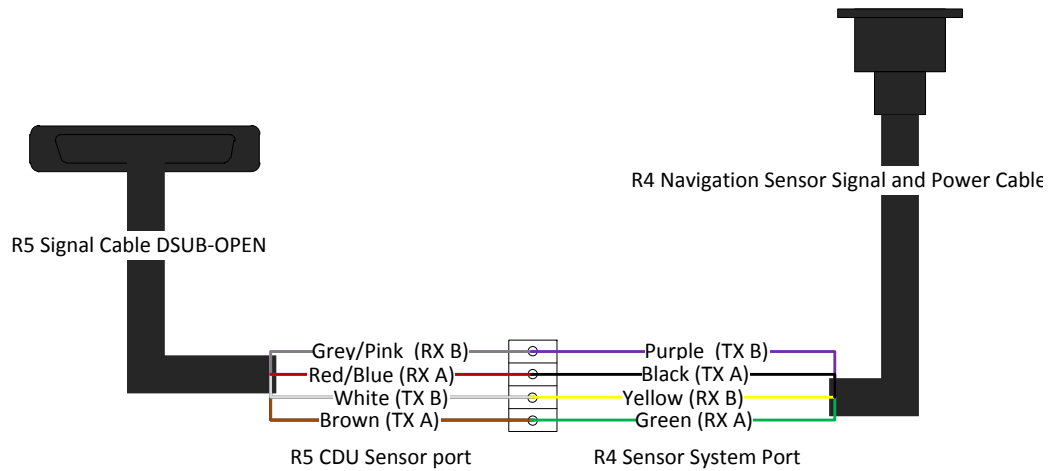 R4 Navigation Sensor Signal and Power Cable
R5 Signal Cable DSUB-OPEN
Grey/Pink (RX B) Purple (TX B)
Red/Blue (RX A) Black (TX A)
White (TX B) Yellow (RX B)
Brown (TX A) Green (RX A)
R5 CDU Sensor port R4 Sensor System Port